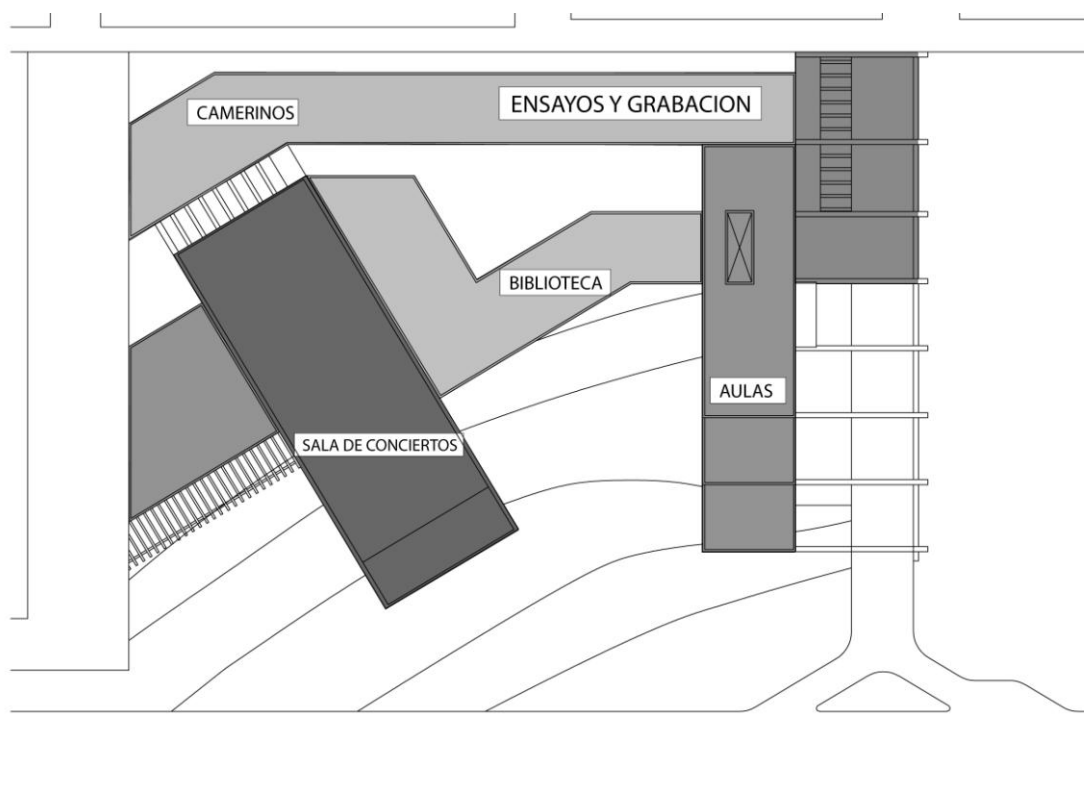 ENSAYOS Y GRABACION
CAMERINOS
BIBLIOTECA
AULAS
SALA DE CONCIERTOS